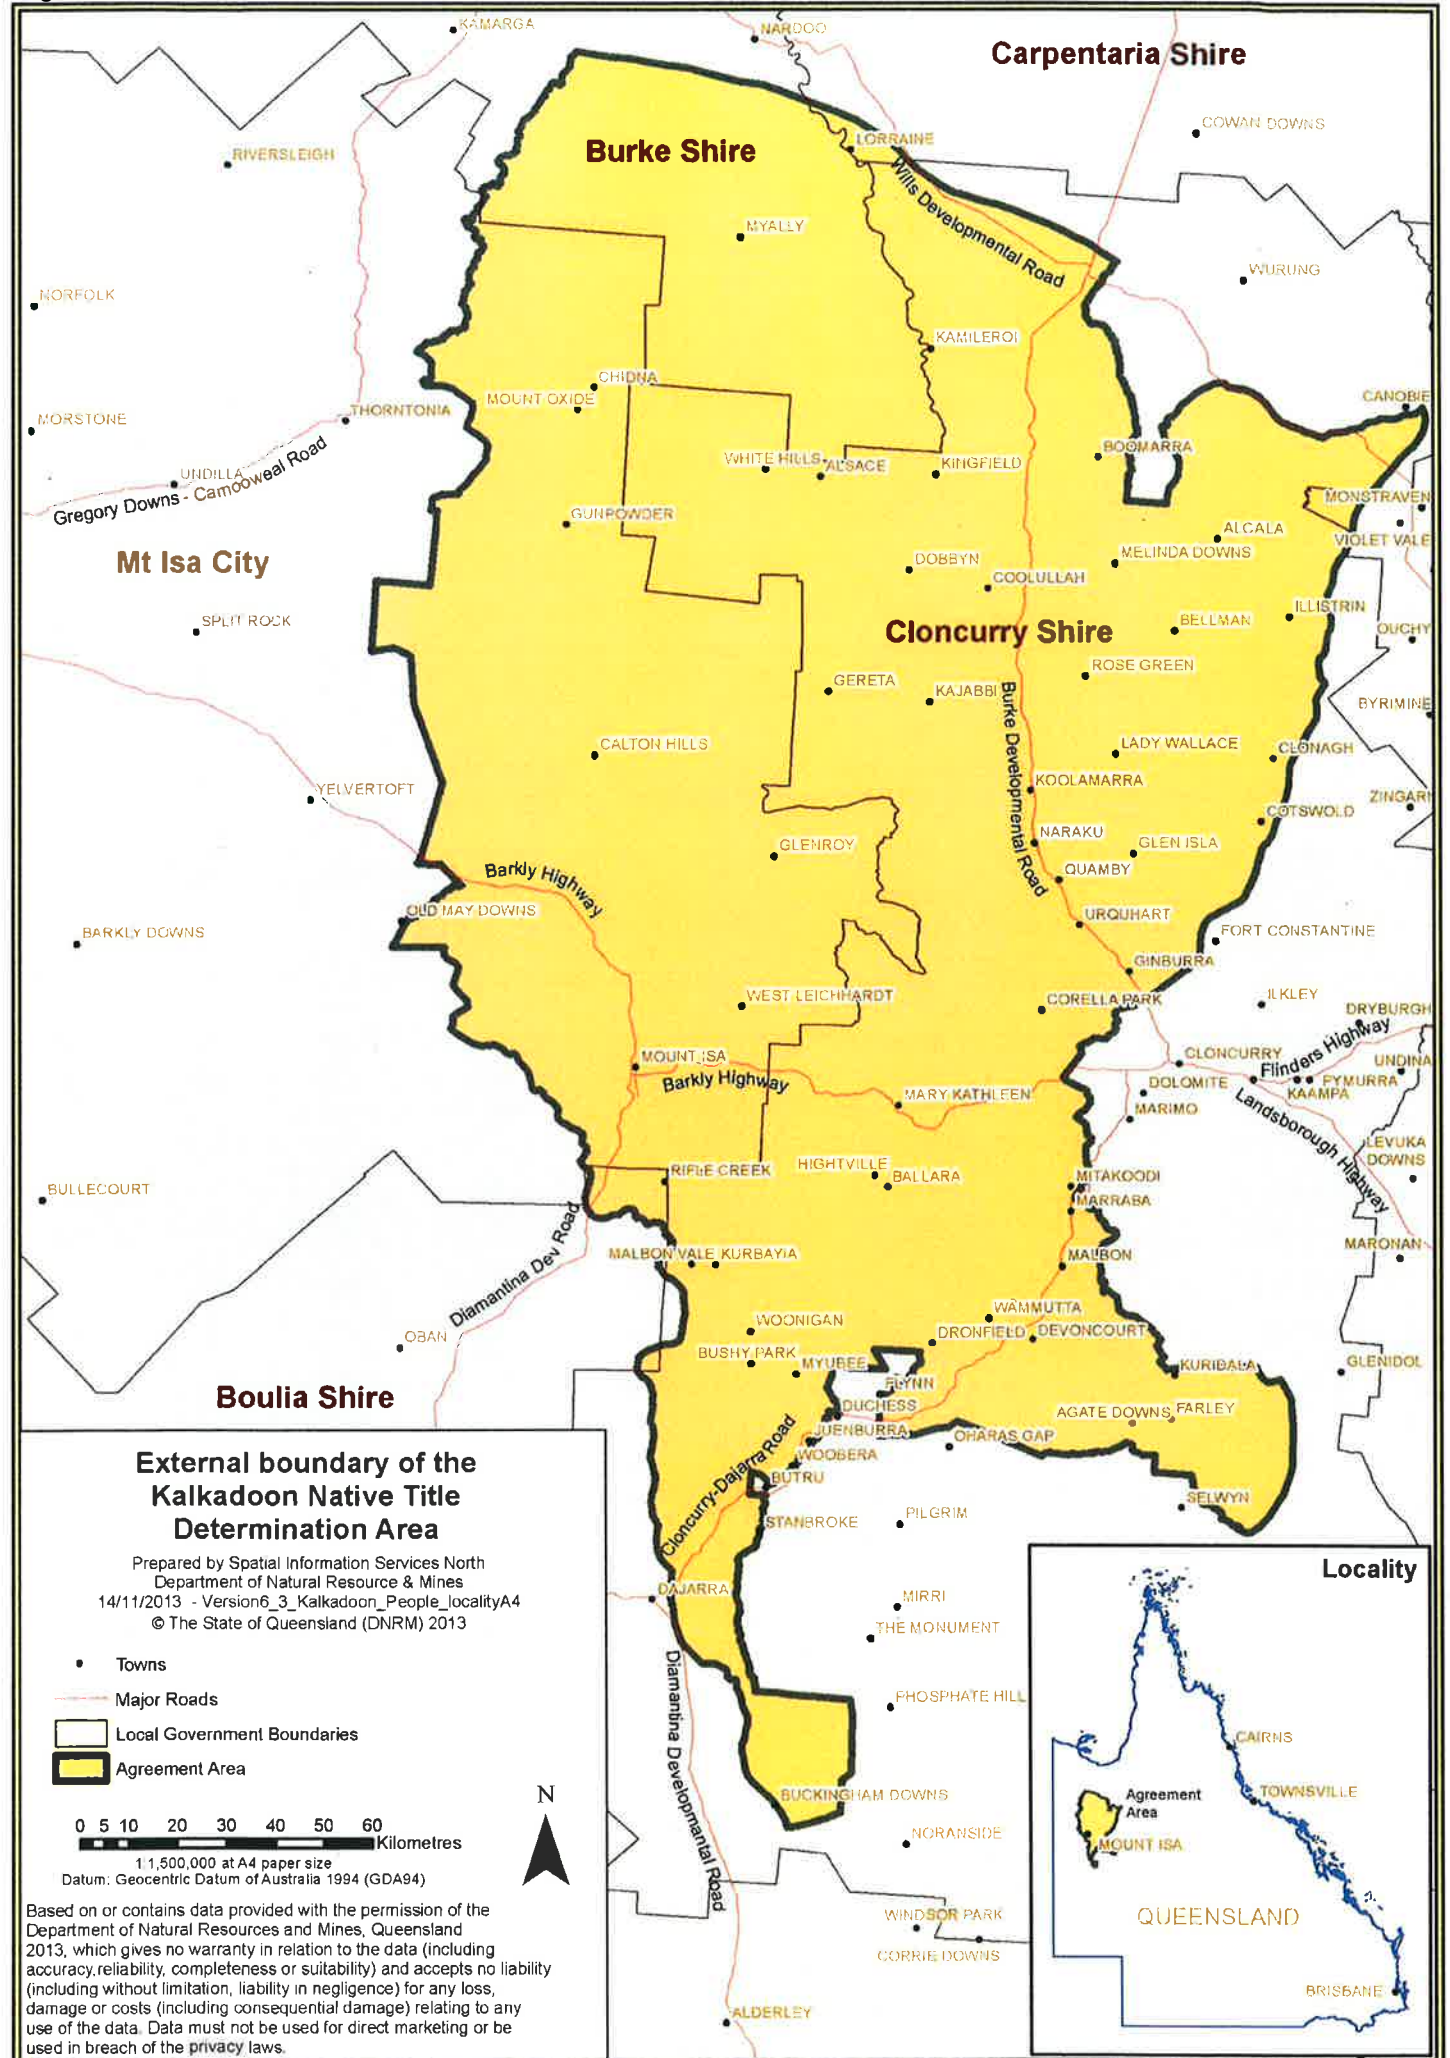 KAMARGA
NARDOO
Carpentaria Shire
COWAN DOWNS
LORRAINE
Burke Shire
RIVERSLEIGH
Wills Developmental Road
MYALLY
WURUNG
NORFOLK
KAMILEROI
CHIDNA
MOUNT OXIDE
CANOBIE
THORNTONIA
MORSTONE
BOOMARRA
WHITE HILLS
ALSACE
KINGFIELD
UNDILLA
Gregory Downs - Camooweal Road
MONSTRAVEN
GUNPOWDER
ALCALA
VIOLET VALE
Mt Isa City
DOBBYN
MELINDA DOWNS
COOLULLAH
ILLISTRIN
SPLIT ROCK
BELLMAN
OUCHY
Cloncurry Shire
ROSE GREEN
GERETA
KAJABBI
Burke Developmental Road
BYRIMINE
CALTON HILLS
LADY WALLACE
CLONAGH
KOOLAMARRA
YELVERTOFT
ZINGARI
COTSWOLD
NARAKU
GLENROY
GLEN ISLA
Barkly Highway
QUAMBY
OLD MAY DOWNS
URQUHART
BARKLY DOWNS
FORT CONSTANTINE
GINBURRA
WEST LEICHHARDT
CORELLA PARK
ILKLEY
DRYBURGH
Flinders Highway
MOUNT ISA
CLONCURRY
UNDINA
Barkly Highway
DOLOMITE
PYMURRA
KAAMPA
MARY KATHLEEN
MARIMO
Landsborough Highway
LEVUKA
DOWNS
RIFLE CREEK
HIGHTVILLE
BALLARA
MITAKOODI
BULLECOURT
MARRABA
Diamantina Dev Road
MARONAN
MALBON VALE
KURBAYIA
MALBON
WAMMUTTA
WOONIGAN
OBAN
DRONFIELD
DEVONCOURT
BUSHY PARK
MYUBEE
KURIDALA
GLENIDOL
FLYNN
Boulia Shire
DUCHESS
AGATE DOWNS
FARLEY
JUENBURRA
OHARAS GAP
Cloncurry-Dajarra Road
WOOBERA
BUTRU
SELWYN
STANBROKE
PILGRIM
DAJARRA
MIRRI
THE MONUMENT
Diamantina Developmantal Road
PHOSPHATE HILL
BUCKINGHAM DOWNS
NORANSIDE
WINDSOR PARK
CORRIE DOWNS
ALDERLEY
External boundary of the
Kalkadoon Native Title
Determination Area
Prepared by Spatial Information Services North
Department of Natural Resource & Mines
14/11/2013 - Version6_3_Kalkadoon_People_localityA4
© The State of Queensland (DNRM) 2013
Towns
Major Roads
Local Government Boundaries
Agreement Area
N
0 5 10 20 30 40 50 60
Kilometres
1:1,500,000 at A4 paper size
Datum: Geocentric Datum of Australia 1994 (GDA94)
Based on or contains data provided with the permission of the
Department of Natural Resources and Mines, Queensland
2013, which gives no warranty in relation to the data (including
accuracy,reliability, completeness or suitability) and accepts no liability
(including without limitation, liability in negligence) for any loss,
damage or costs (including consequential damage) relating to any
use of the data. Data must not be used for direct marketing or be
used in breach of the privacy laws.
Locality
CAIRNS
Agreement
Area
TOWNSVILLE
MOUNT ISA
QUEENSLAND
BRISBANE